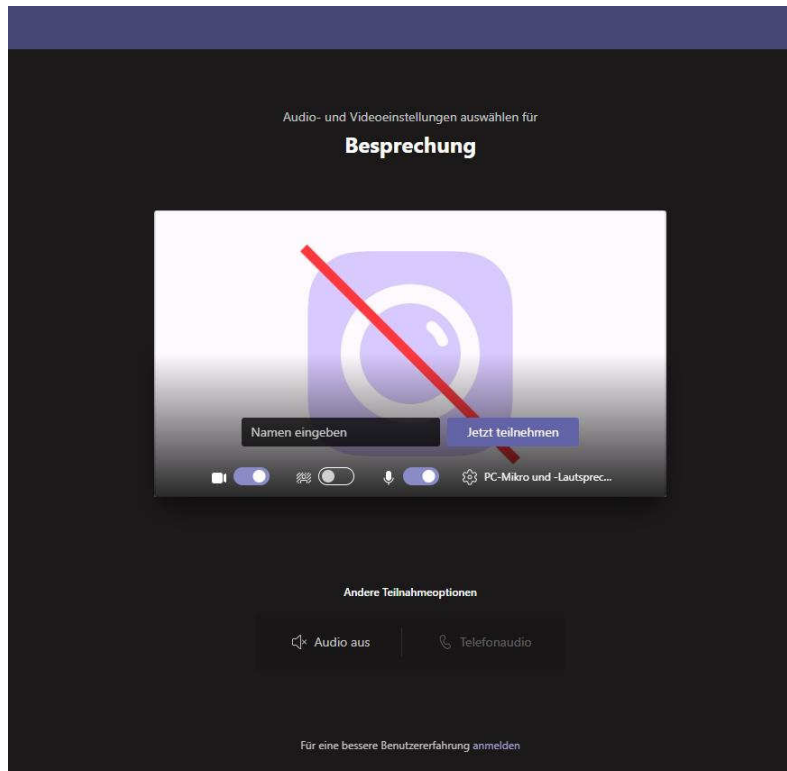 Audio- und Videoeinstellungen auswählen für
Besprechung
Namen eingeben
Jetzt teilnehmen
PC-Mikro und -Lautsprec...
Andere Teilnahmeoptionen
Audio aus
Telefonaudio
Für eine bessere Benutzererfahrung anmelden